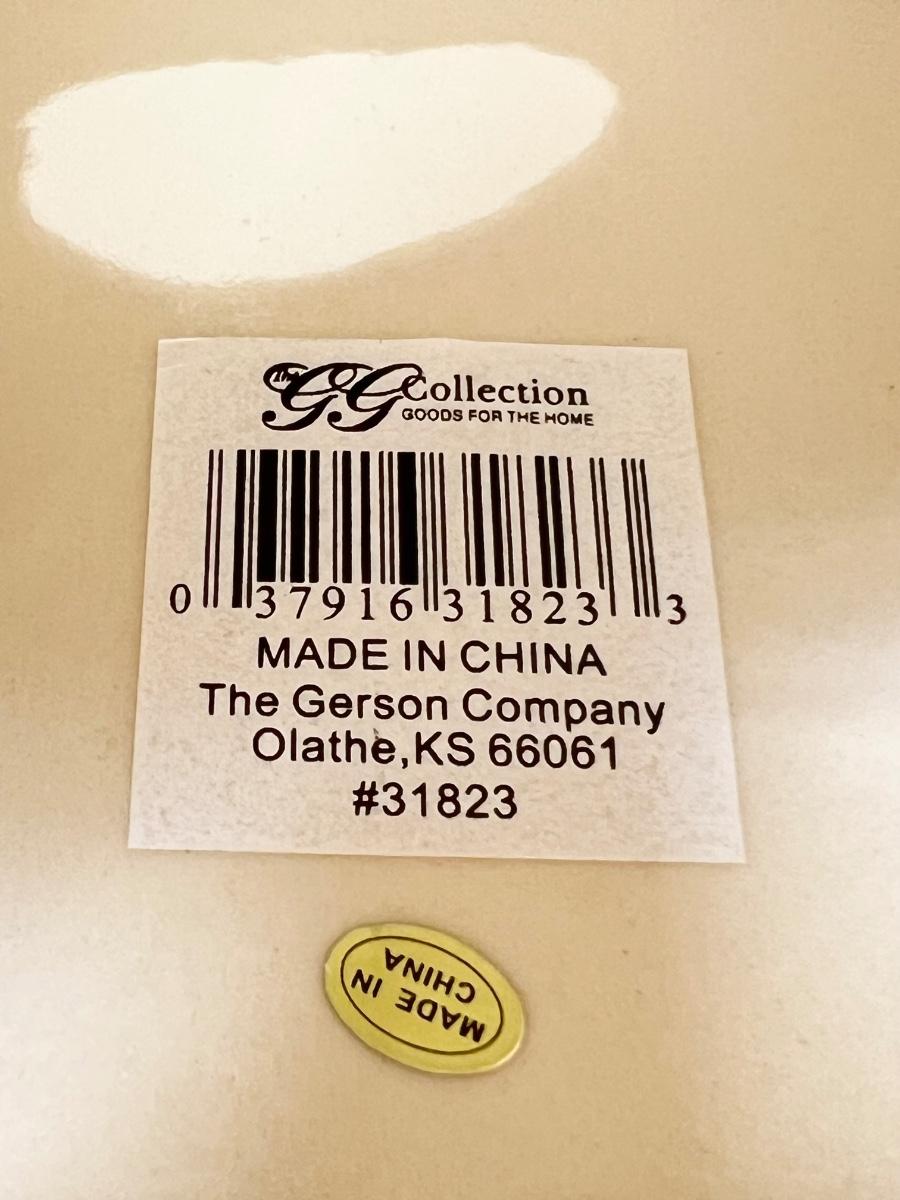 The GG Collection
GOODS FOR THE HOME
0 37916 31823 3
MADE IN CHINA
The Gerson Company
Olathe,KS 66061
#31823
MADE IN
CHINA